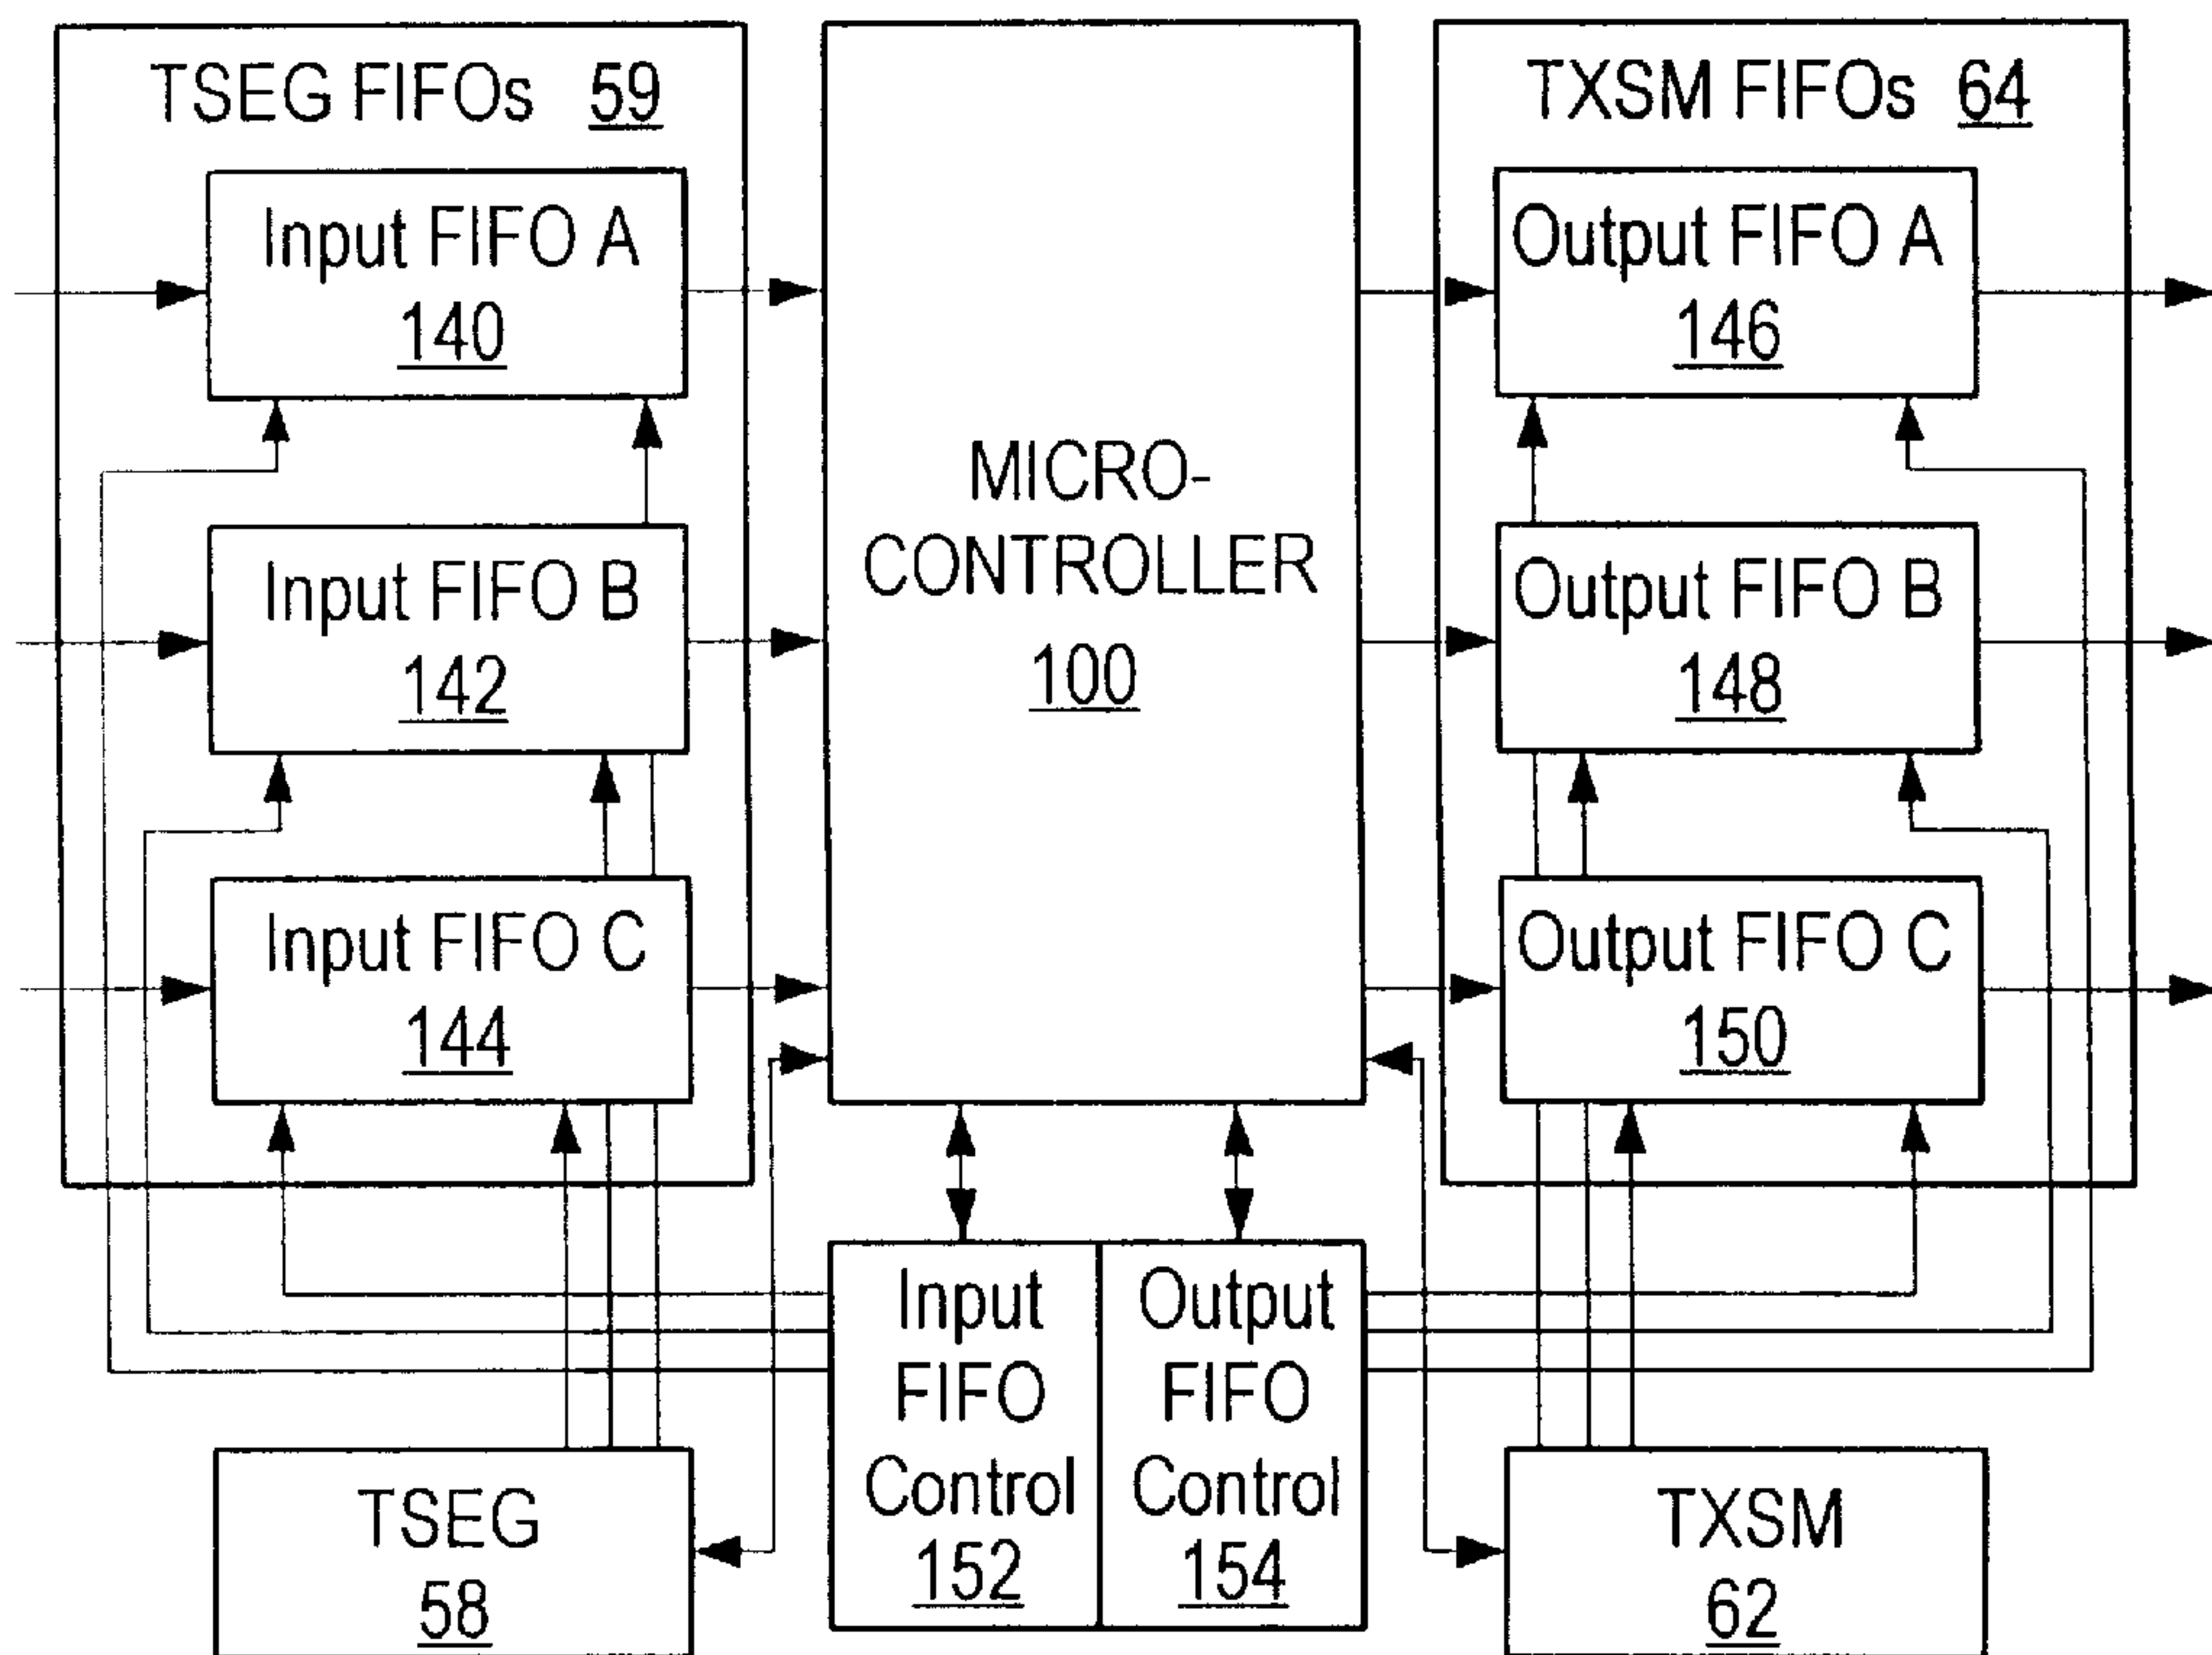 TSEG FIFOs 59
Input FIFO A
140
Input FIFO B
142
Input FIFO C
144
MICRO-
CONTROLLER
100
TXSM FIFOs 64
Output FIFO A
146
Output FIFO B
148
Output FIFO C
150
TSEG
58
Input
FIFO
Control
152
Output
FIFO
Control
154
TXSM
62